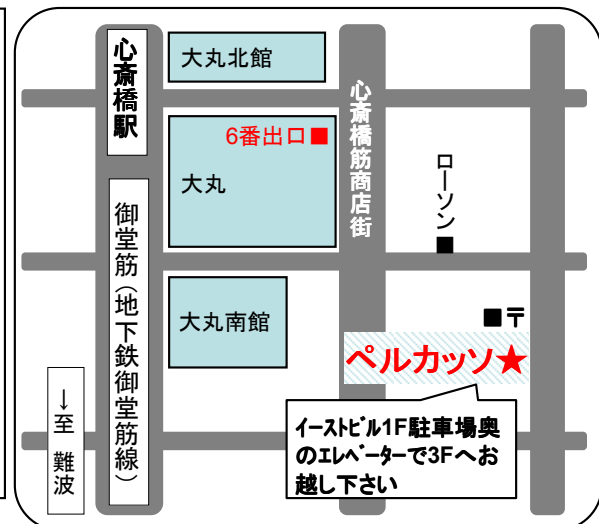 心斎橋駅
大丸北館
6番出口■
大丸
心斎橋筋商店街
ローソン
■
御堂筋（地下鉄御堂筋線）
大丸南館
■〒
ペルカッソ★
↓至 難波
イーストビル1F駐車場奥
のエレベーターで3Fへお
越し下さい